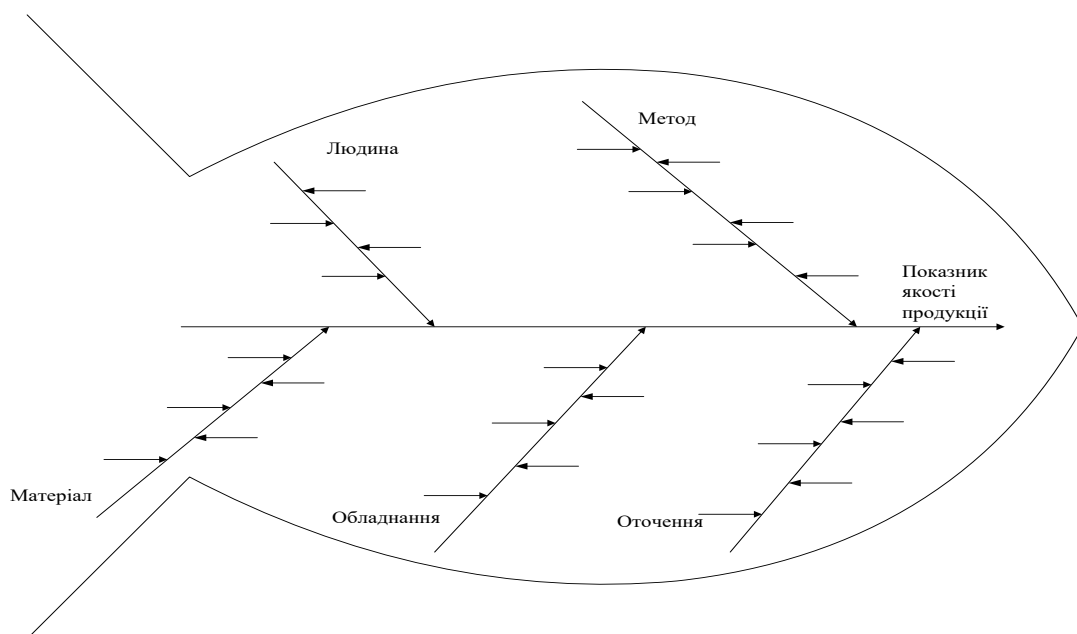 Метод
Людина
Показник
якості
продукції
Матеріал
Обладнання
Оточення